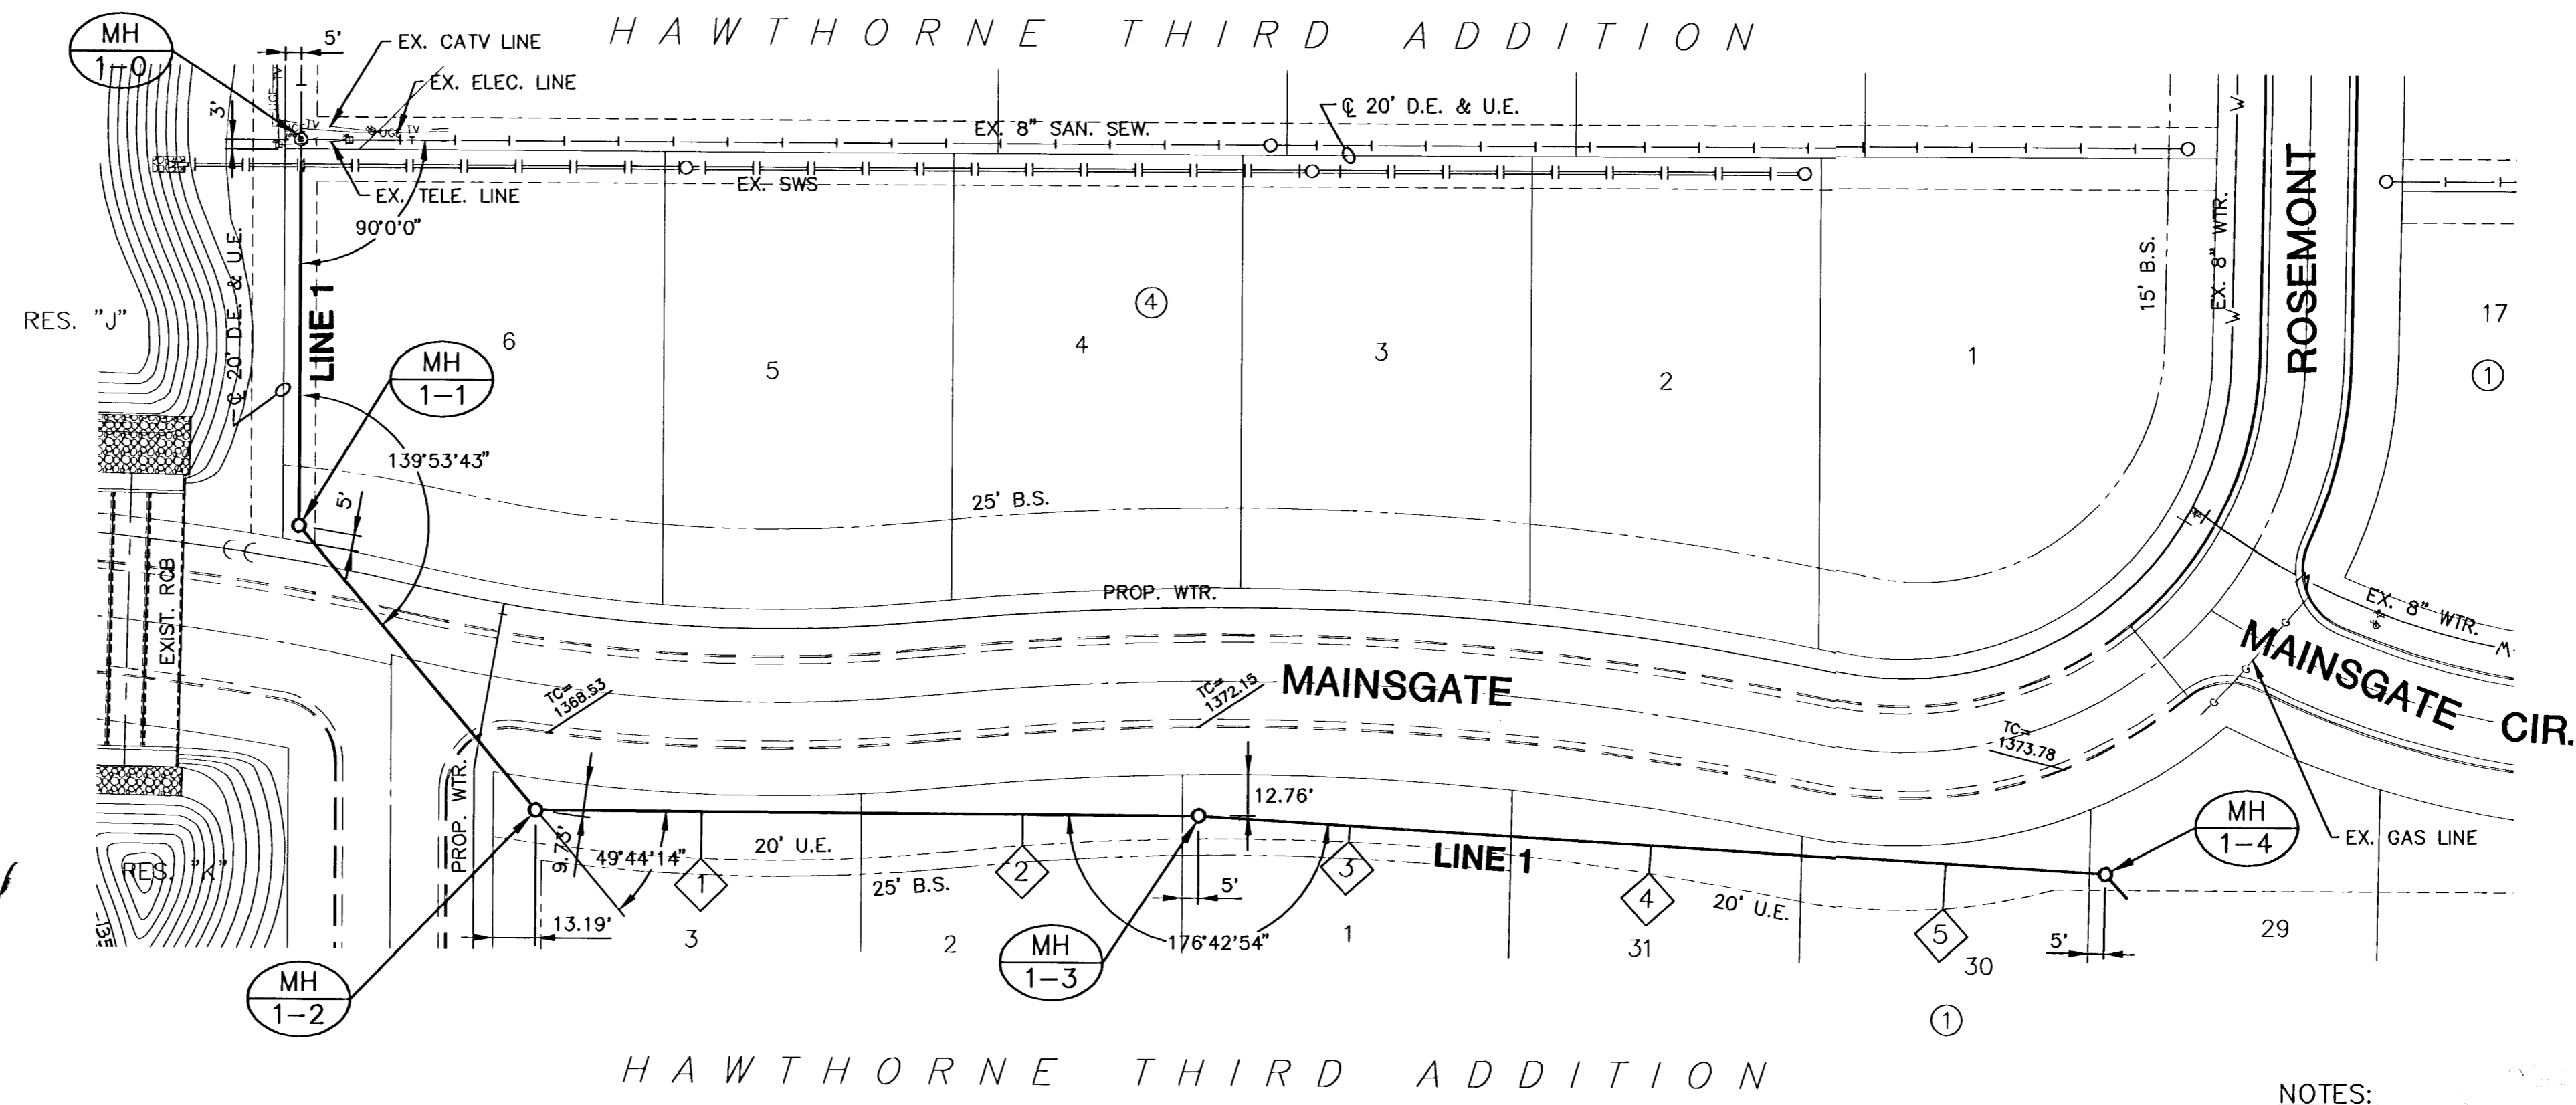 HAWTHORNE THIRD ADDITION
MH
1-0
5'
EX. CATV LINE
EX. ELEC. LINE
3'
UGE
TV
UGE
TV
T
EX. 8" SAN. SEW.
℄ 20' D.E. & U.E.
EX. TELE. LINE
EX. SWS
90°0'0"
℄ 20' D.E. & U.E.
LINE 1
RES. "J"
MH
1-1
6
5
4
4
3
2
1
15' B.S.
EX. 8" WTR.
W
W
ROSEMONT
17
1
139°53'43"
5'
25' B.S.
EXIST. RCB
PROP. WTR.
EX. 8" WTR.
W
MAINSGATE
MAINSGATE CIR.
TC=
1368.53
TC=
1372.15
TC=
1373.78
G
G
G
PROP. WTR.
9.73'
49°44'14"
20' U.E.
25' B.S.
12.76'
LINE 1
MH
1-4
EX. GAS LINE
RES. "K"
1
2
3
4
5
5'
20' U.E.
13.19'
3
2
176°42'54"
1
31
30
5'
29
MH
1-2
MH
1-3
1
HAWTHORNE THIRD ADDITION
NOTES: